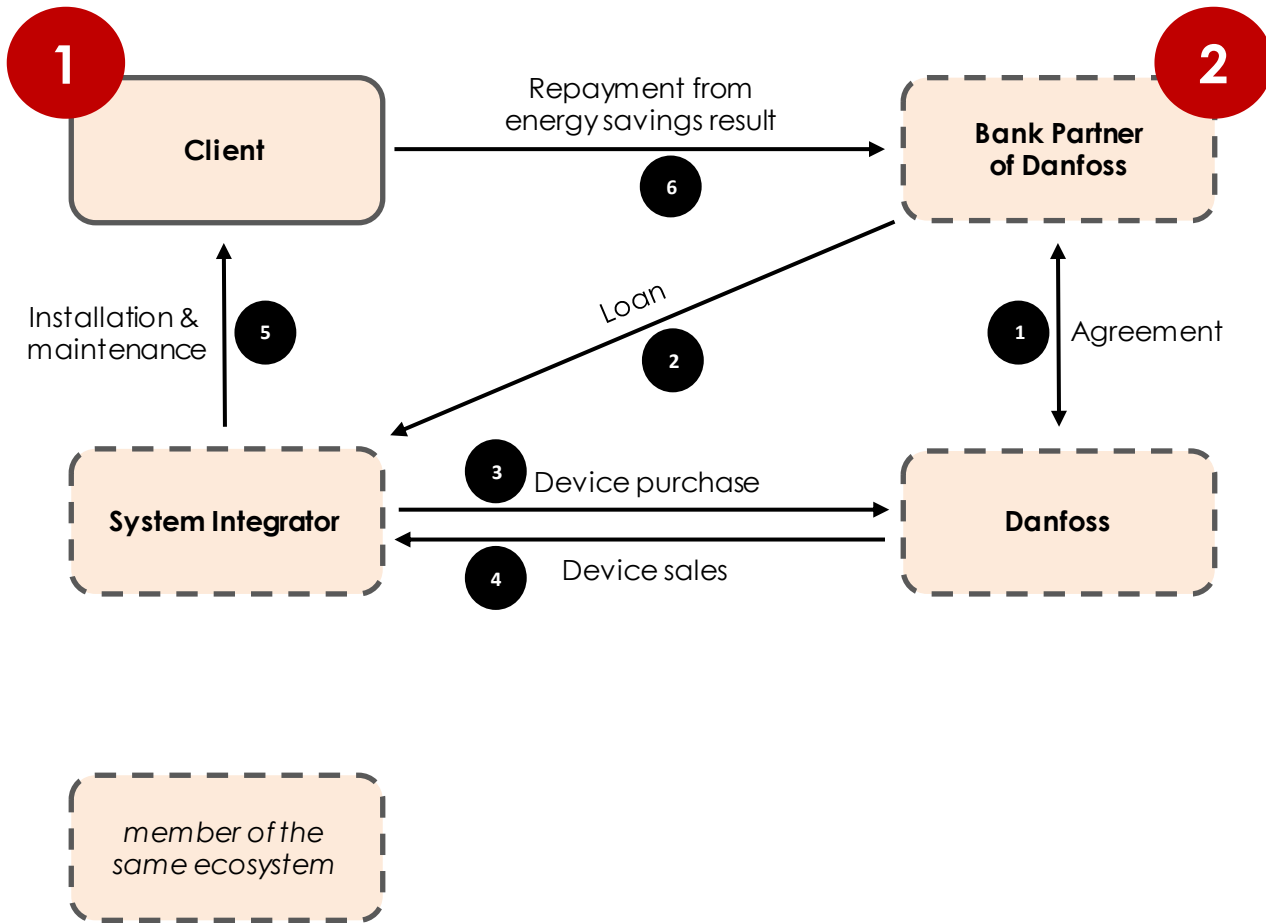 1
2
Client
Repayment from
energy savings result
6
Bank Partner
of Danfoss
Installation &
maintenance
5
Loan
2
1
Agreement
System Integrator
3
Device purchase
4
Device sales
Danfoss
member of the
same ecosystem